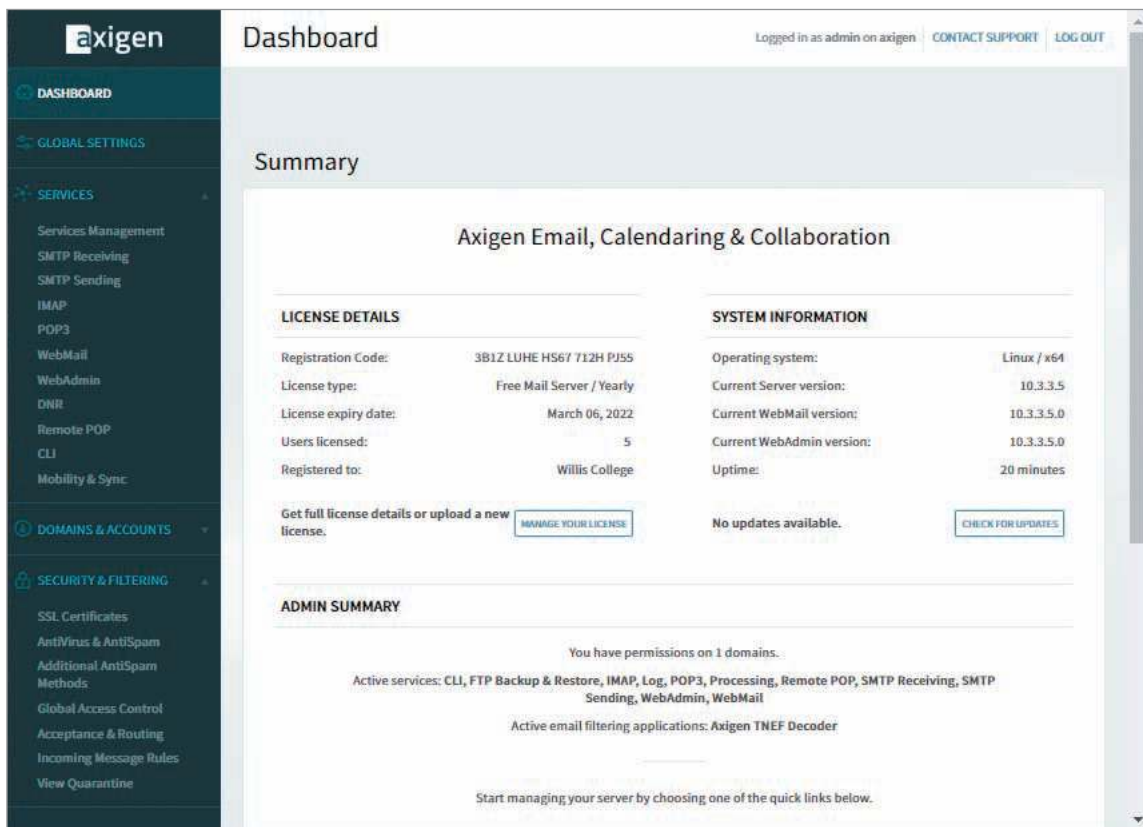 axigen
Dashboard
Logged in as admin on axigen
CONTACT SUPPORT
LOG OUT
DASHBOARD
GLOBAL SETTINGS
SERVICES
Services Management
SMTP Receiving
SMTP Sending
IMAP
POP3
WebMail
WebAdmin
DNR
Remote POP
CLI
Mobility & Sync
DOMAINS & ACCOUNTS
SECURITY & FILTERING
SSL Certificates
AntiVirus & AntiSpam
Additional AntiSpam
Methods
Global Access Control
Acceptance & Routing
Incoming Message Rules
View Quarantine
Summary
Axigen Email, Calendaring & Collaboration
LICENSE DETAILS
Registration Code: 3B1Z LUHE HS67 712H PJ55
License type: Free Mail Server / Yearly
License expiry date: March 06, 2022
Users licensed: 5
Registered to: Willis College
Get full license details or upload a new
license.
MANAGE YOUR LICENSE
SYSTEM INFORMATION
Operating system: Linux / x64
Current Server version: 10.3.3.5
Current WebMail version: 10.3.3.5.0
Current WebAdmin version: 10.3.3.5.0
Uptime: 20 minutes
No updates available.
CHECK FOR UPDATES
ADMIN SUMMARY
You have permissions on 1 domains.
Active services: CLI, FTP Backup & Restore, IMAP, Log, POP3, Processing, Remote POP, SMTP Receiving, SMTP
Sending, WebAdmin, WebMail
Active email filtering applications: Axigen TNEF Decoder
Start managing your server by choosing one of the quick links below.